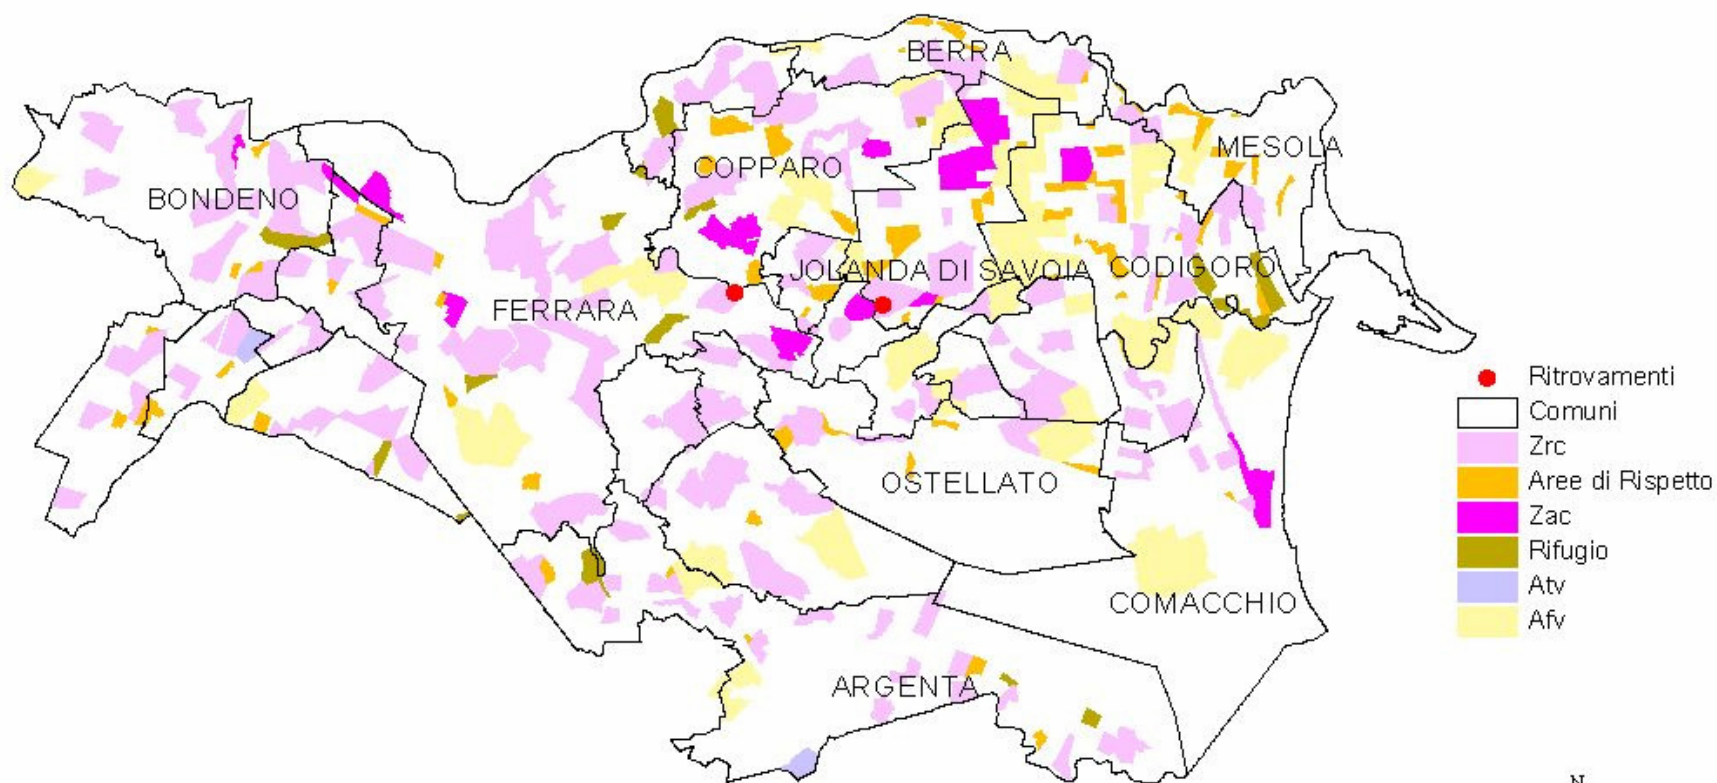 BERRA
MESOLA
COPPARO
BONDENO
JOLANDA DI SAVOIA
CODIGORO
FERRARA
OSTELLATO
COMACCHIO
ARGENTA
Ritrovamenti
Comuni
Zrc
Aree di Rispetto
Zac
Rifugio
Atv
Afv
N